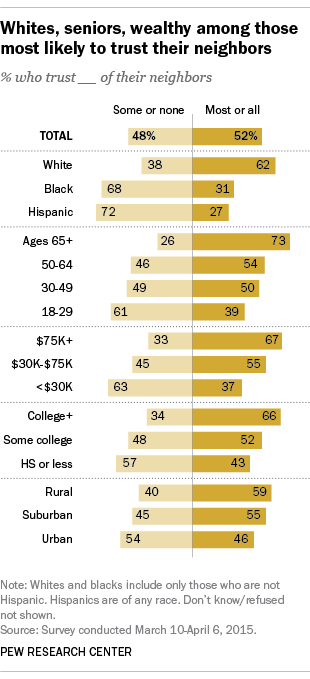 Whites, seniors, wealthy among those
most likely to trust their neighbors
% who trust __ of their neighbors
Some or none Most or all
TOTAL 48% 52%
White 38 62
Black 68 31
Hispanic 72 27
Ages 65+ 26 73
50-64 46 54
30-49 49 50
18-29 61 39
$75K+ 33 67
$30K-$75K 45 55
<$30K 63 37
College+ 34 66
Some college 48 52
HS or less 57 43
Rural 40 59
Suburban 45 55
Urban 54 46
Note: Whites and blacks include only those who are not
Hispanic. Hispanics are of any race. Don’t know/refused
not shown.
Source: Survey conducted March 10-April 6, 2015.
PEW RESEARCH CENTER